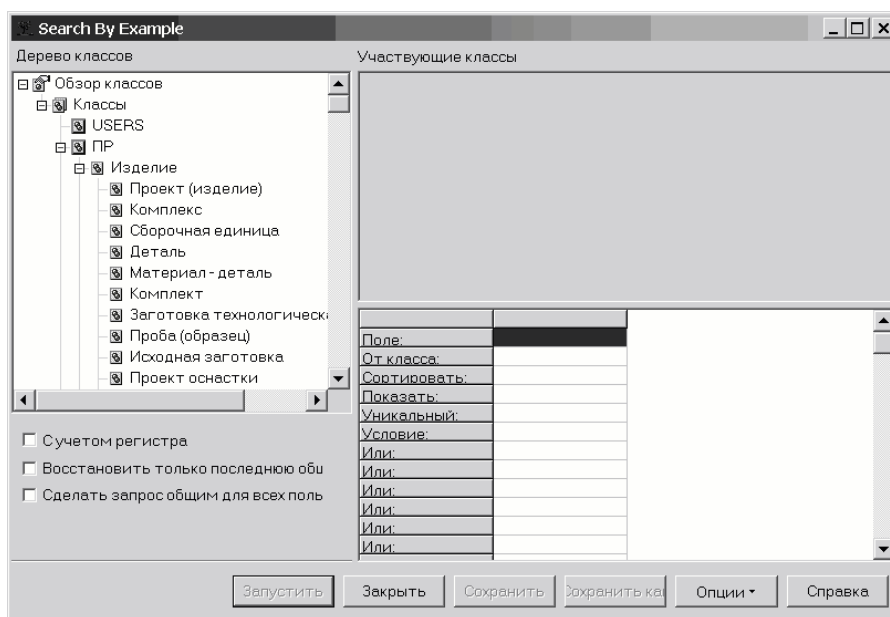 Search By Example
Дерево классов
Участвующие классы
Обзор классов
Классы
USERS
ПР
Изделие
Проект (изделие)
Комплекс
Сборочная единица
Деталь
Материал - деталь
Комплект
Заготовка технологическ
Проба (образец)
Исходная заготовка
Проект оснастки
С учетом регистра
Восстановить только последнюю
Сделать запрос общим для всех поль
Поле:
От класса:
Сортировать:
Показать:
Уникальный:
Условие:
Или:
Или:
Или:
Или:
Или:
Или:
Запустить
Закрыть
Сохранить
Сохранить ка
Опции
Справка